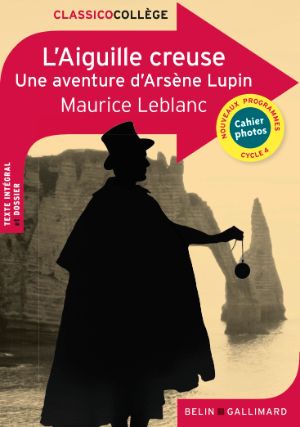 CLASSICOCOLLÈGE
L'Aiguille creuse
Une aventure d'Arsène Lupin
Maurice Leblanc
NOUVEAUX PROGRAMMES
Cahier
photos
CYCLE 4
TEXTE INTÉGRAL
et DOSSIER
BELIN GALLIMARD